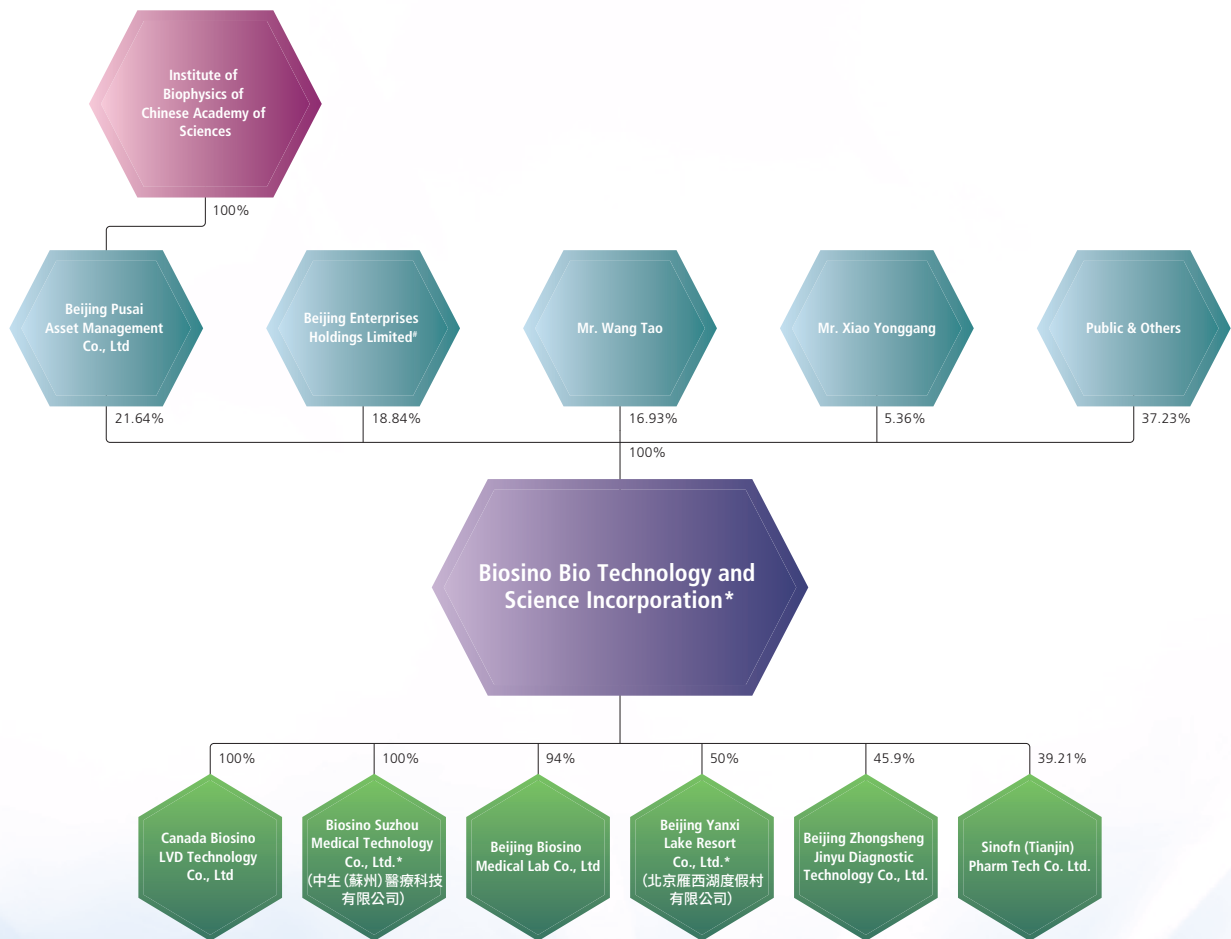 Institute of
Biophysics of
Chinese Academy of
Sciences
100%
Beijing Pusai
Asset Management
Co., Ltd
Beijing Enterprises
Holdings Limited#
Mr. Wang Tao
Mr. Xiao Yonggang
Public & Others
21.64%
18.84%
16.93%
5.36%
37.23%
100%
Biosino Bio Technology and
Science Incorporation*
100%
100%
94%
50%
45.9%
39.21%
Canada Biosino
LVD Technology
Co., Ltd
Biosino Suzhou
Medical Technology
Co., Ltd.*
(中生(蘇州)醫療科技
有限公司)
Beijing Biosino
Medical Lab Co., Ltd
Beijing Yanxi
Lake Resort
Co., Ltd.*
(北京雁西湖度假村
有限公司)
Beijing Zhongsheng
Jinyu Diagnostic
Technology Co., Ltd.
Sinofn (Tianjin)
Pharm Tech Co. Ltd.